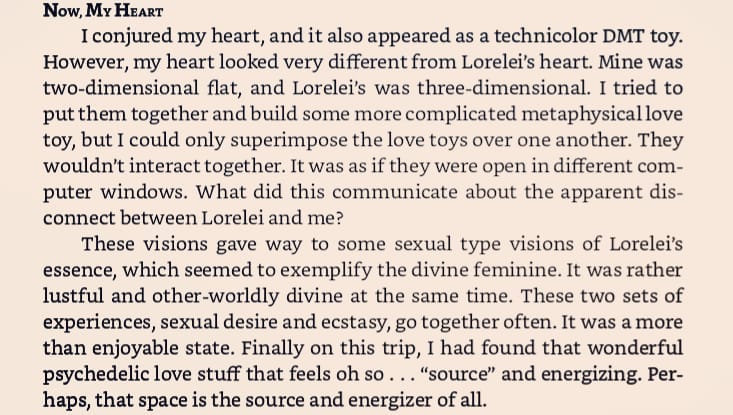 Now, My Heart
I conjured my heart, and it also appeared as a technicolor DMT toy.
However, my heart looked very different from Lorelei's heart. Mine was
two-dimensional flat, and Lorelei's was three-dimensional. I tried to
put them together and build some more complicated metaphysical love
toy, but I could only superimpose the love toys over one another. They
wouldn't interact together. It was as if they were open in different com-
puter windows. What did this communicate about the apparent dis-
connect between Lorelei and me?
These visions gave way to some sexual type visions of Lorelei's
essence, which seemed to exemplify the divine feminine. It was rather
lustful and other-worldly divine at the same time. These two sets of
experiences, sexual desire and ecstasy, go together often. It was a more
than enjoyable state. Finally on this trip, I had found that wonderful
psychedelic love stuff that feels oh so . . . “source” and energizing. Per-
haps, that space is the source and energizer of all.